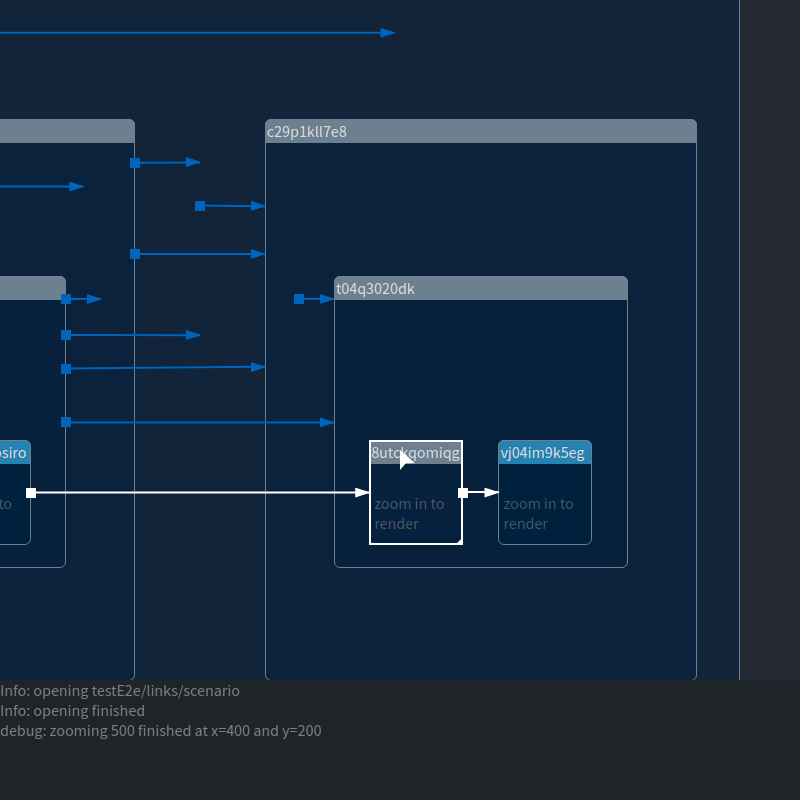 c29p1kll7e8
t04q3020dk
osiro
8utckqomiqg
vj04im9k5eg
to
zoom in to
render
zoom in to
render
Info: opening testE2e/links/scenario
Info: opening finished
debug: zooming 500 finished at x=400 and y=200